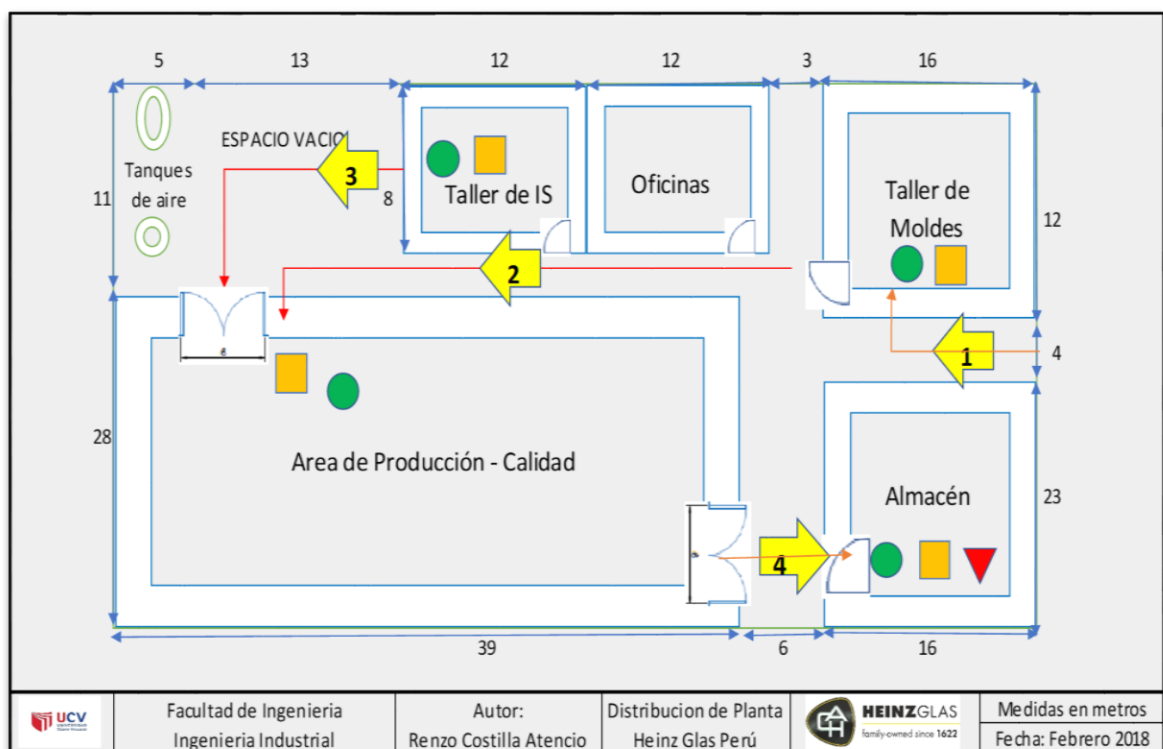 5
13
12
12
3
16
ESPACIO VACIO
Tanques
de aire
11
3
8
Taller de IS
Oficinas
Taller de
Moldes
12
2
1
4
6
28
Area de Producción - Calidad
Almacén
23
4
39
6
16
UCV
Facultad de Ingenieria
Ingenieria Industrial
Autor:
Renzo Costilla Atencio
Distribucion de Planta
Heinz Glas Perú
HEINZGLAS
family-owned since 1622
Medidas en metros
Fecha: Febrero 2018